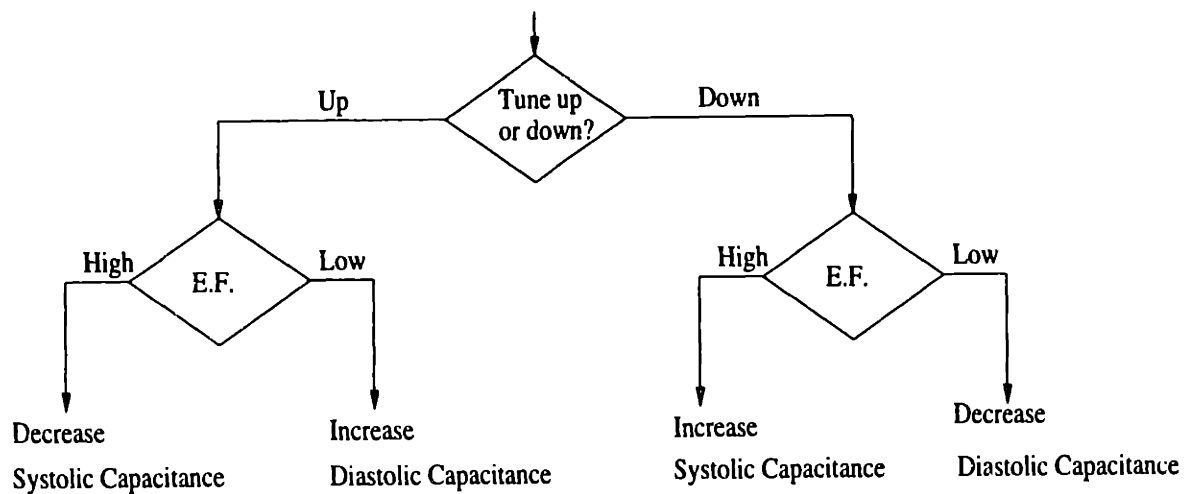 Tune up
or down?
Up
Down
High
E.F.
Low
High
E.F.
Low
Decrease
Systolic Capacitance
Increase
Diastolic Capacitance
Increase
Systolic Capacitance
Decrease
Diastolic Capacitance